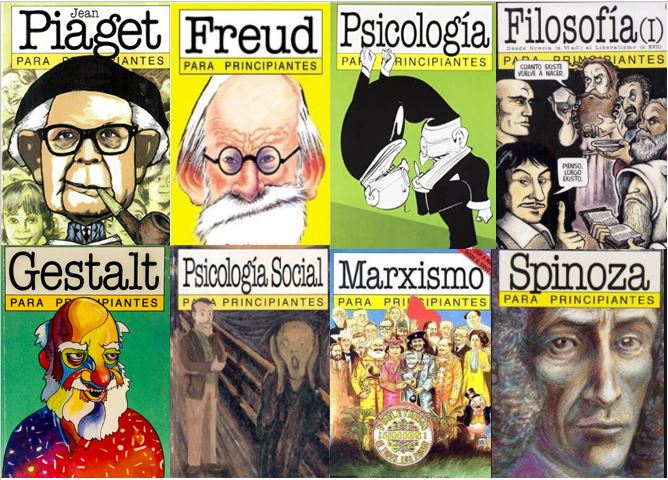 Jean
Piaget
PARA PRINCIPIANTES
Freud
PARA PRINCIPIANTES
Psicología
PARA PRINCIPIANTES
Filosofía(I)
Desde Grecia (s VI a.C.) al Liberalismo (s XVII)
PARA PRINCIPIANTES
CUANTO EXISTE
VUELVE A NACER.
PIENSO,
LUEGO
EXISTO.
Gestalt
PARA PRINCIPIANTES
Psicología Social
PARA PRINCIPIANTES
Marxismo
PARA PRINCIPIANTES
Spinoza
PARA PRINCIPIANTES